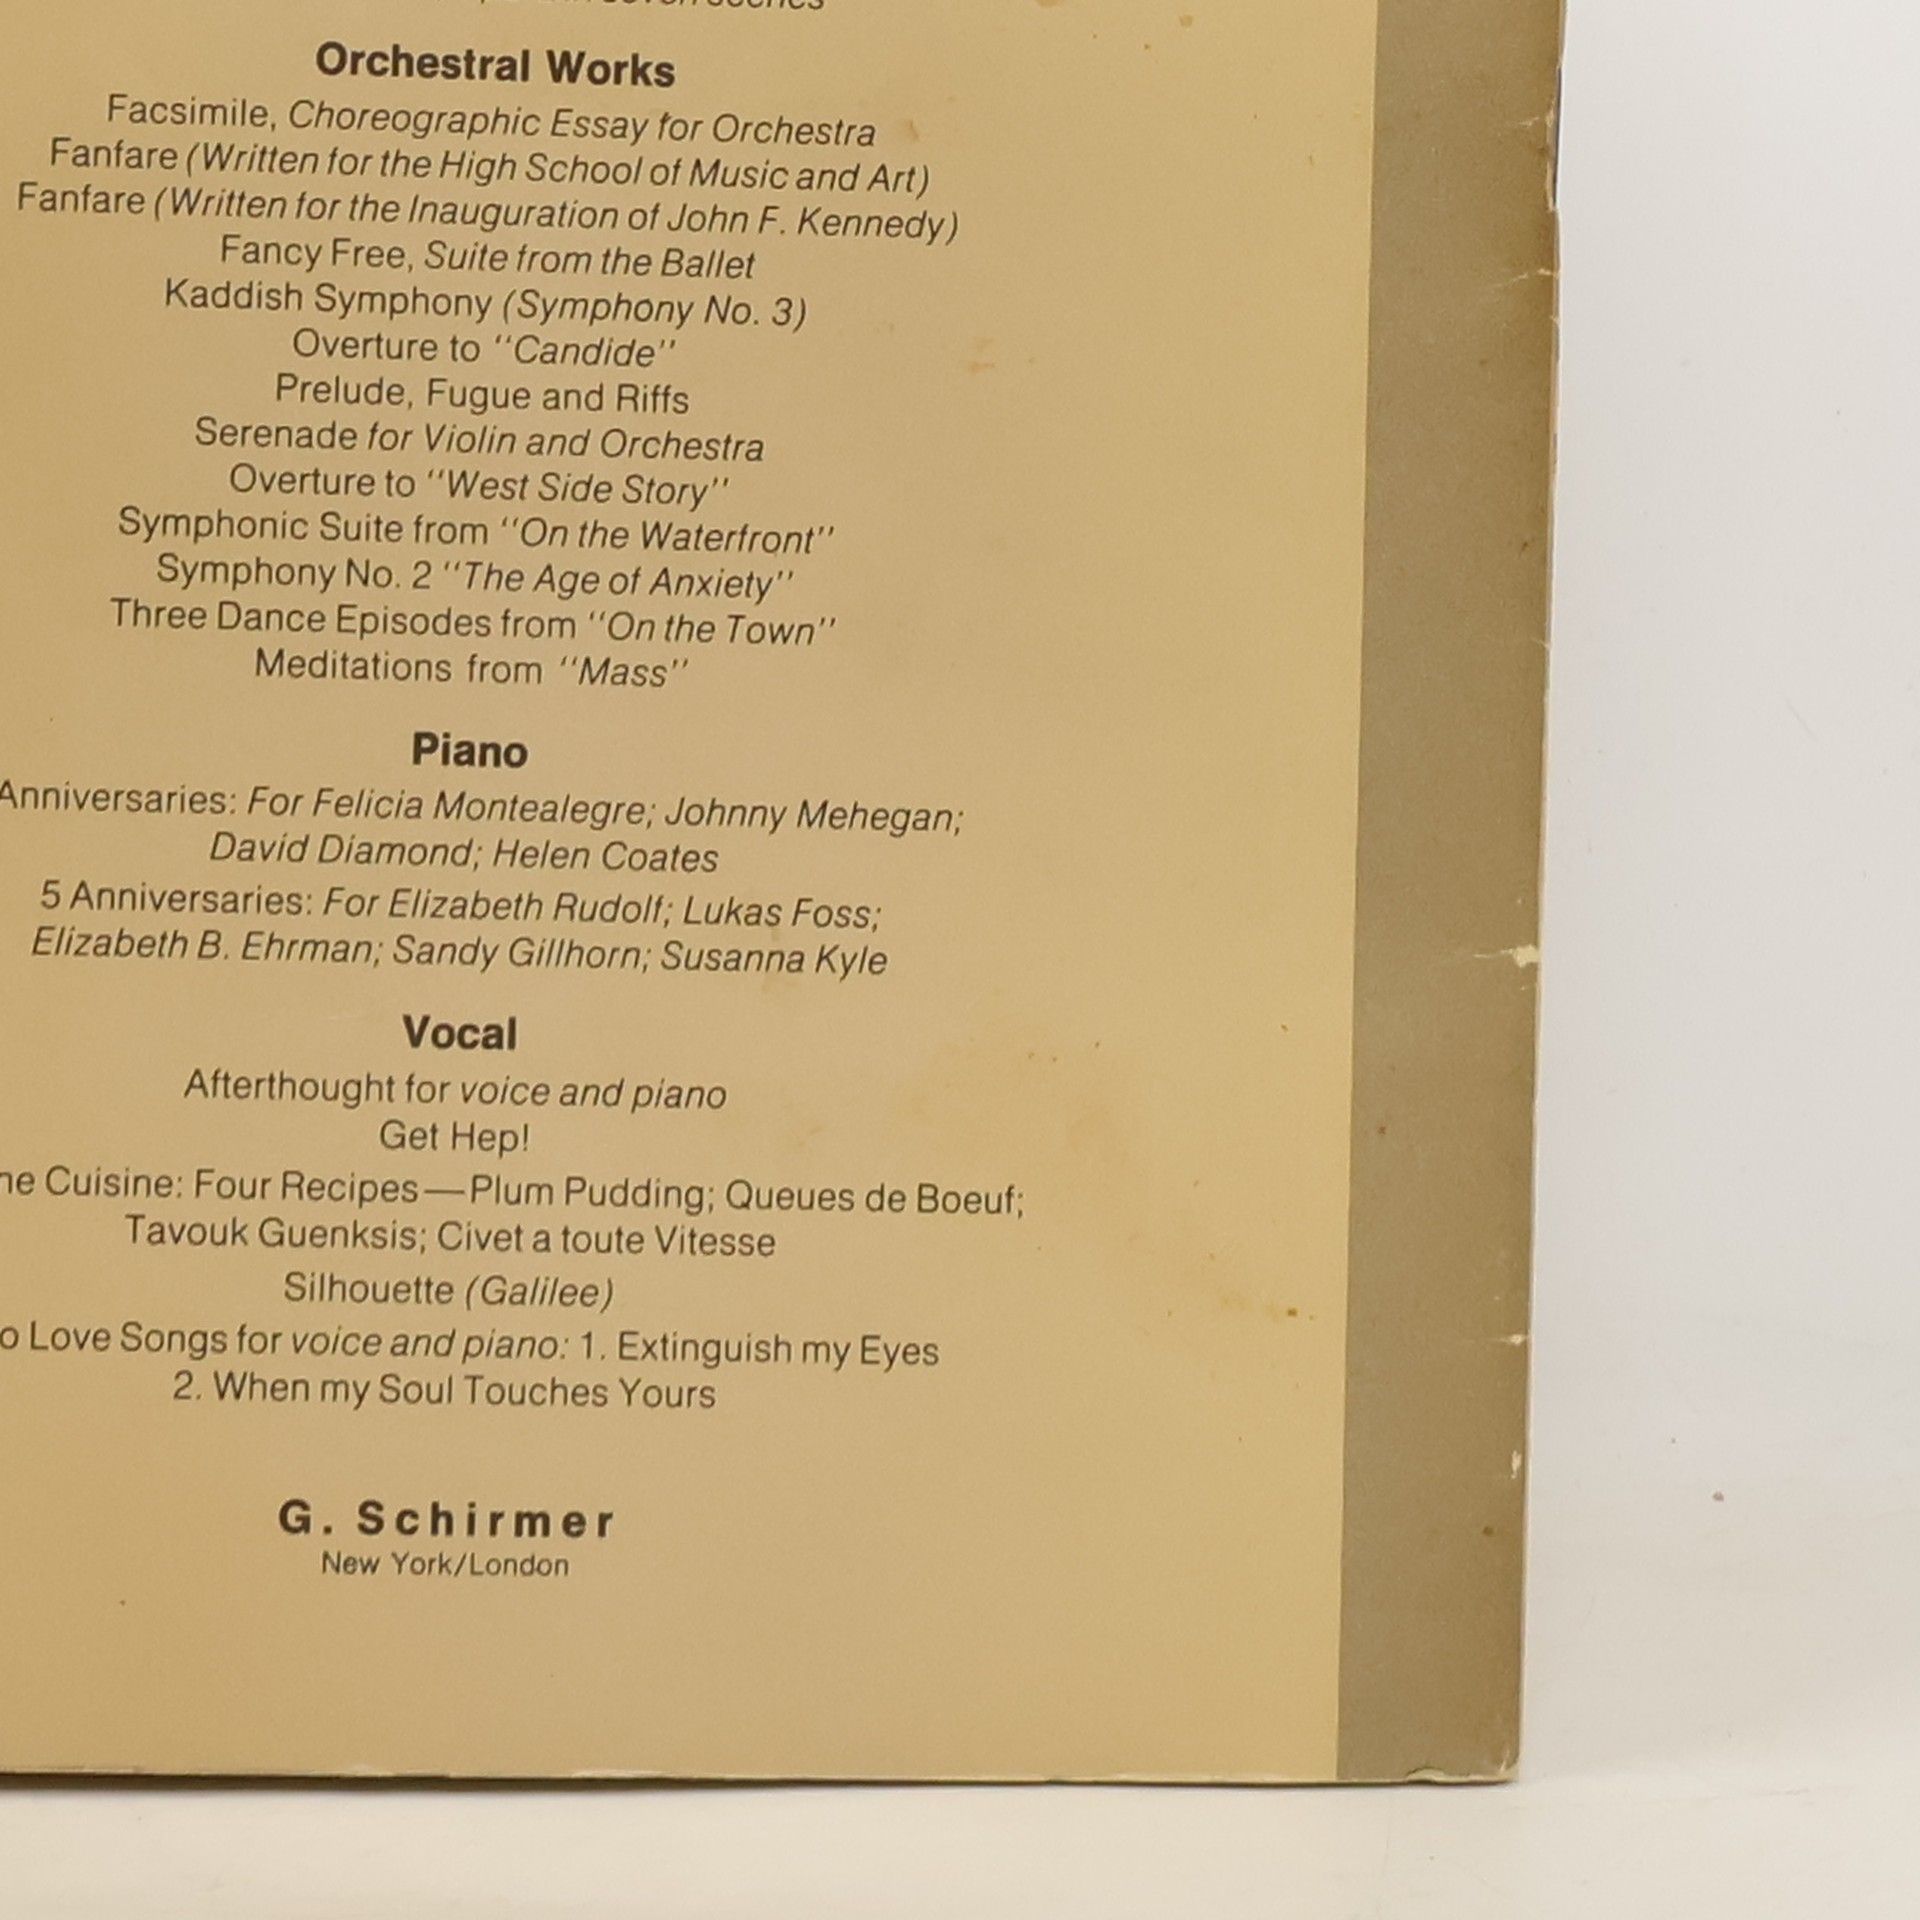 scenes
Orchestral Works
Facsimile, Choreographic Essay for Orchestra
Fanfare (Written for the High School of Music and Art)
Fanfare (Written for the Inauguration of John F. Kennedy)
Fancy Free, Suite from the Ballet
Kaddish Symphony (Symphony No. 3)
Overture to "Candide"
Prelude, Fugue and Riffs
Serenade for Violin and Orchestra
Overture to "West Side Story"
Symphonic Suite from "On the Waterfront"
Symphony No. 2 "The Age of Anxiety"
Three Dance Episodes from "On the Town"
Meditations from "Mass"
Piano
Anniversaries: For Felicia Montealegre; Johnny Mehegan;
David Diamond; Helen Coates
5 Anniversaries: For Elizabeth Rudolf; Lukas Foss;
Elizabeth B. Ehrman; Sandy Gillhorn; Susanna Kyle
Vocal
Afterthought for voice and piano
Get Hep!
Cuisine: Four Recipes—Plum Pudding; Queues de Boeuf;
Tavouk Guenksis; Civet a toute Vitesse
Silhouette (Galilee)
Love Songs for voice and piano: 1. Extinguish my Eyes
2. When my Soul Touches Yours
G. Schirmer
New York/London